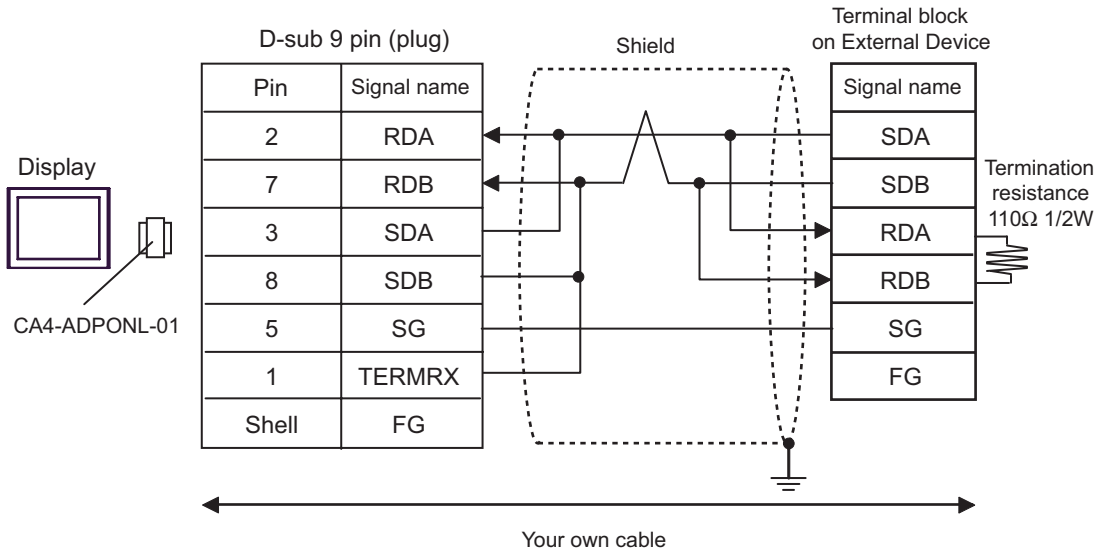 D-sub 9 pin (plug)
Shield
Terminal block
on External Device
Pin Signal name
Signal name
2 RDA
SDA
7 RDB
SDB
3 SDA
RDA
8 SDB
RDB
5 SG
SG
1 TERMRX
FG
Shell FG
Display
CA4-ADPONL-01
Termination
resistance
110Ω 1/2W
Your own cable